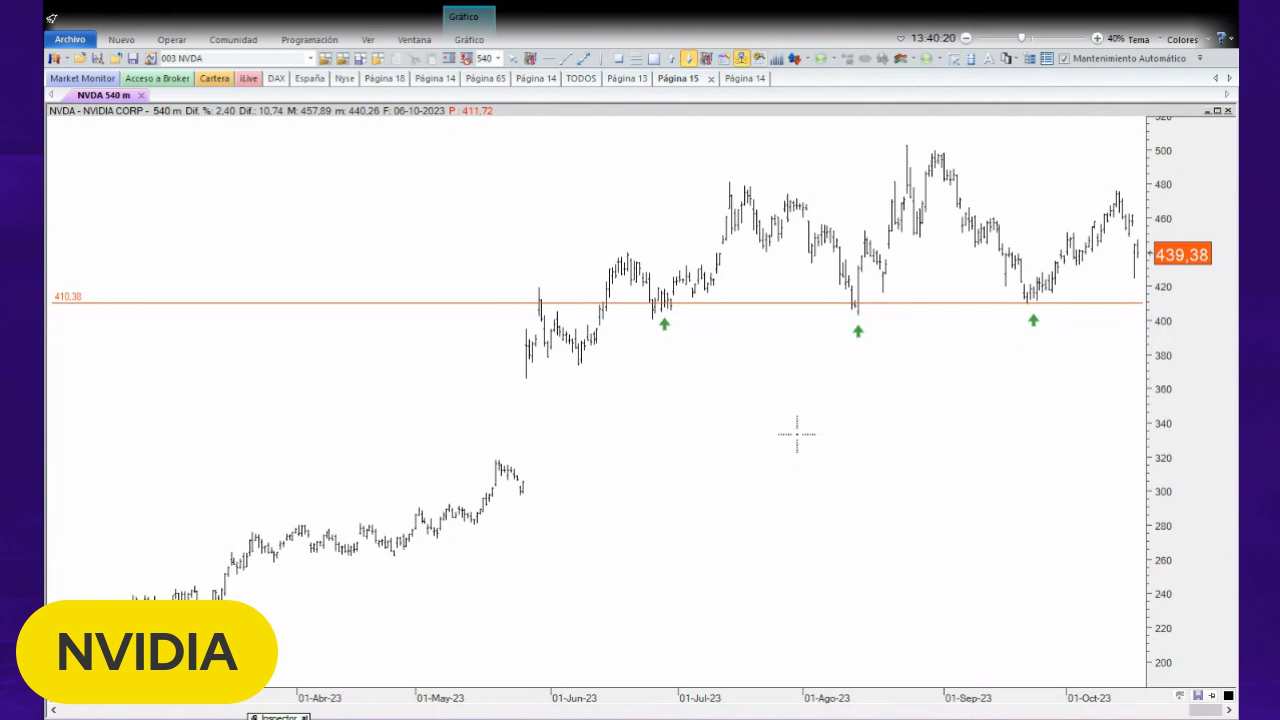 Gráfico
Archivo Nuevo Operar Comunidad Programación Ver Ventana Gráfico 13:40:20 40% Tema Colores
003 NVDA 540 Mantenimiento Automático
Market Monitor Acceso a Broker Cartera iLive DAX España Nyse Página 18 Página 14 Página 65 Página 14 TODOS Página 13 Página 15 Página 14
NVDA 540 m
NVDA - NVIDIA CORP - 540 m Dif. %: 2,40 Dif.: 10,74 M: 457,89 m: 440,26 F: 06-10-2023 P : 411,72
520
500
480
460
439,38
420
410,38
400
380
360
340
320
300
280
260
240
220
200
NVIDIA
01-Abr-23 01-May-23 01-Jun-23 01-Jul-23 01-Ago-23 01-Sep-23 01-Oct-23
Inspector